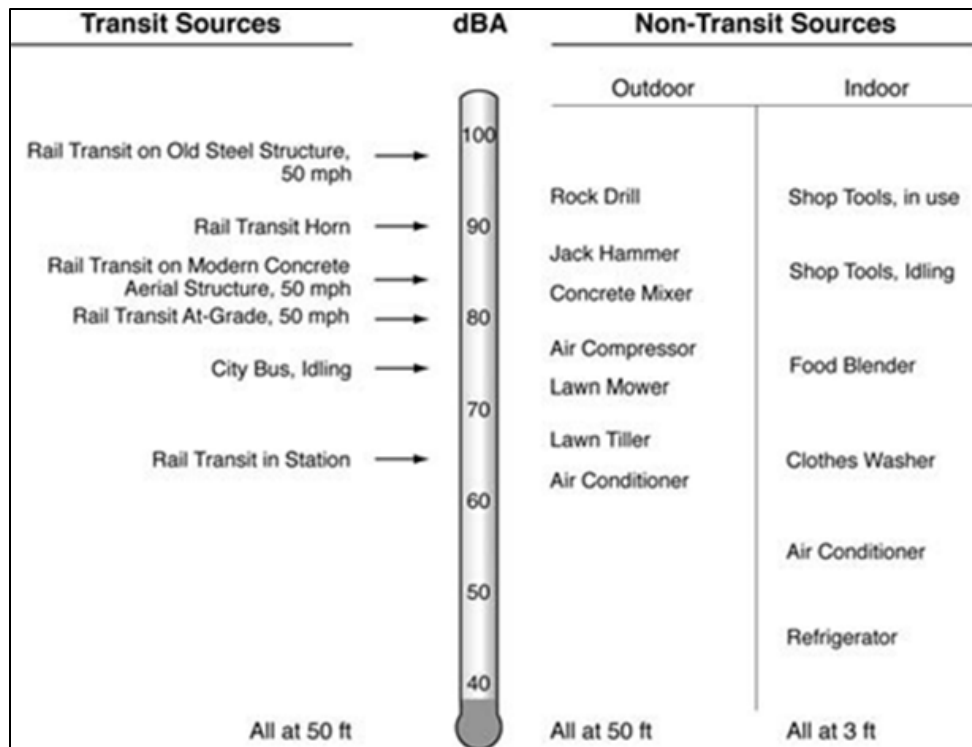 Transit Sources
dBA
Non-Transit Sources
Outdoor
Indoor
Rail Transit on Old Steel Structure,
50 mph
Rail Transit Horn
Rail Transit on Modern Concrete
Aerial Structure, 50 mph
Rail Transit At-Grade, 50 mph
City Bus, Idling
Rail Transit in Station
All at 50 ft
100
90
80
70
60
50
40
Rock Drill
Jack Hammer
Concrete Mixer
Air Compressor
Lawn Mower
Lawn Tiller
Air Conditioner
All at 50 ft
Shop Tools, in use
Shop Tools, Idling
Food Blender
Clothes Washer
Air Conditioner
Refrigerator
All at 3 ft